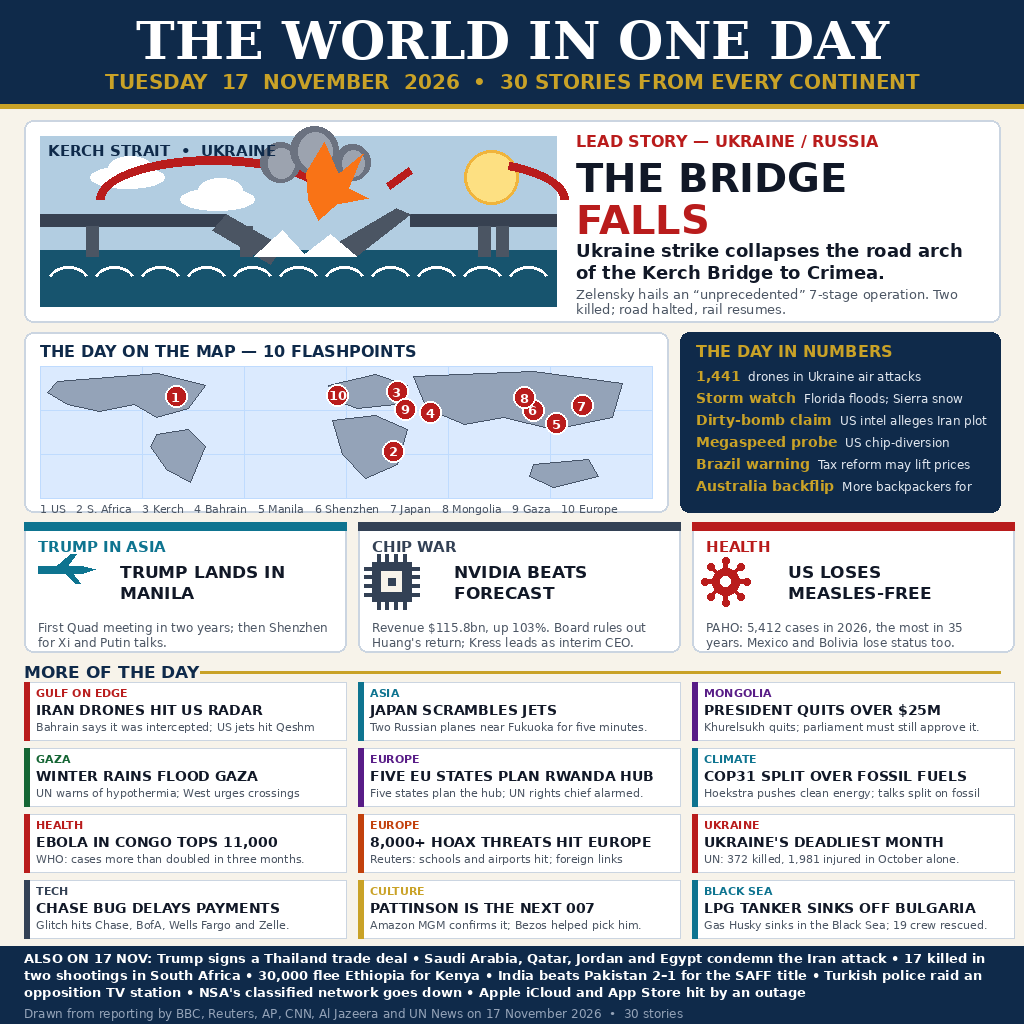 THE WORLD IN ONE DAY
TUESDAY 17 NOVEMBER 2026 • 30 STORIES FROM EVERY CONTINENT
KERCH STRAIT • UKRAINE
LEAD STORY — UKRAINE / RUSSIA
THE BRIDGE
FALLS
Ukraine strike collapses the road arch
of the Kerch Bridge to Crimea.
Zelensky hails an “unprecedented” 7-stage operation. Two
killed; road halted, rail resumes.
THE DAY ON THE MAP — 10 FLASHPOINTS
1
10
3
9
4
8
6
7
5
2
1 US 2 S. Africa 3 Kerch 4 Bahrain 5 Manila 6 Shenzhen 7 Japan 8 Mongolia 9 Gaza 10 Europe
THE DAY IN NUMBERS
1,441 drones in Ukraine air attacks
Storm watch Florida floods; Sierra snow
Dirty-bomb claim US intel alleges Iran plot
Megaspeed probe US chip-diversion
Brazil warning Tax reform may lift prices
Australia backflip More backpackers for
TRUMP IN ASIA
TRUMP LANDS IN
MANILA
First Quad meeting in two years; then Shenzhen
for Xi and Putin talks.
CHIP WAR
NVIDIA BEATS
FORECAST
Revenue $115.8bn, up 103%. Board rules out
Huang's return; Kress leads as interim CEO.
HEALTH
US LOSES
MEASLES-FREE
PAHO: 5,412 cases in 2026, the most in 35
years. Mexico and Bolivia lose status too.
MORE OF THE DAY
GULF ON EDGE
IRAN DRONES HIT US RADAR
Bahrain says it was intercepted; US jets hit Qeshm
ASIA
JAPAN SCRAMBLES JETS
Two Russian planes near Fukuoka for five minutes.
MONGOLIA
PRESIDENT QUITS OVER $25M
Khurelsukh quits; parliament must still approve it.
GAZA
WINTER RAINS FLOOD GAZA
UN warns of hypothermia; West urges crossings
EUROPE
FIVE EU STATES PLAN RWANDA HUB
Five states plan the hub; UN rights chief alarmed.
CLIMATE
COP31 SPLIT OVER FOSSIL FUELS
Hoekstra pushes clean energy; talks split on fossil
HEALTH
EBOLA IN CONGO TOPS 11,000
WHO: cases more than doubled in three months.
EUROPE
8,000+ HOAX THREATS HIT EUROPE
Reuters: schools and airports hit; foreign links
UKRAINE
UKRAINE'S DEADLIEST MONTH
UN: 372 killed, 1,981 injured in October alone.
TECH
CHASE BUG DELAYS PAYMENTS
Glitch hits Chase, BofA, Wells Fargo and Zelle.
CULTURE
PATTINSON IS THE NEXT 007
Amazon MGM confirms it; Bezos helped pick him.
BLACK SEA
LPG TANKER SINKS OFF BULGARIA
Gas Husky sinks in the Black Sea; 19 crew rescued.
ALSO ON 17 NOV: Trump signs a Thailand trade deal • Saudi Arabia, Qatar, Jordan and Egypt condemn the Iran attack • 17 killed in
two shootings in South Africa • 30,000 flee Ethiopia for Kenya • India beats Pakistan 2–1 for the SAFF title • Turkish police raid an
opposition TV station • NSA's classified network goes down • Apple iCloud and App Store hit by an outage
Drawn from reporting by BBC, Reuters, AP, CNN, Al Jazeera and UN News on 17 November 2026 • 30 stories